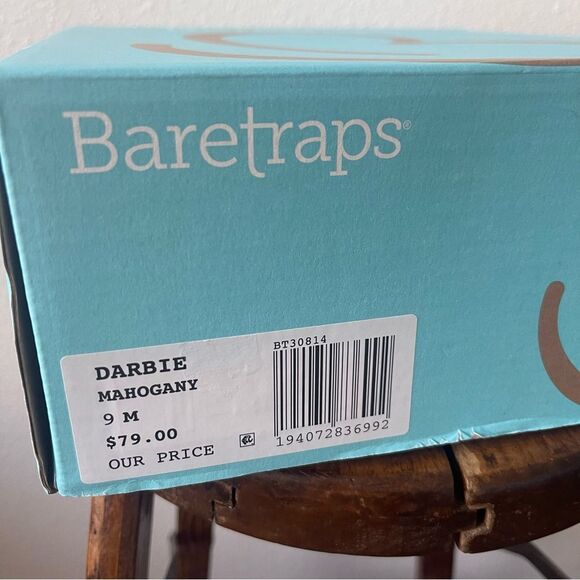 Baretraps®
DARBIE
MAHOGANY
9 M
$79.00
OUR PRICE
BT30814
194072836992